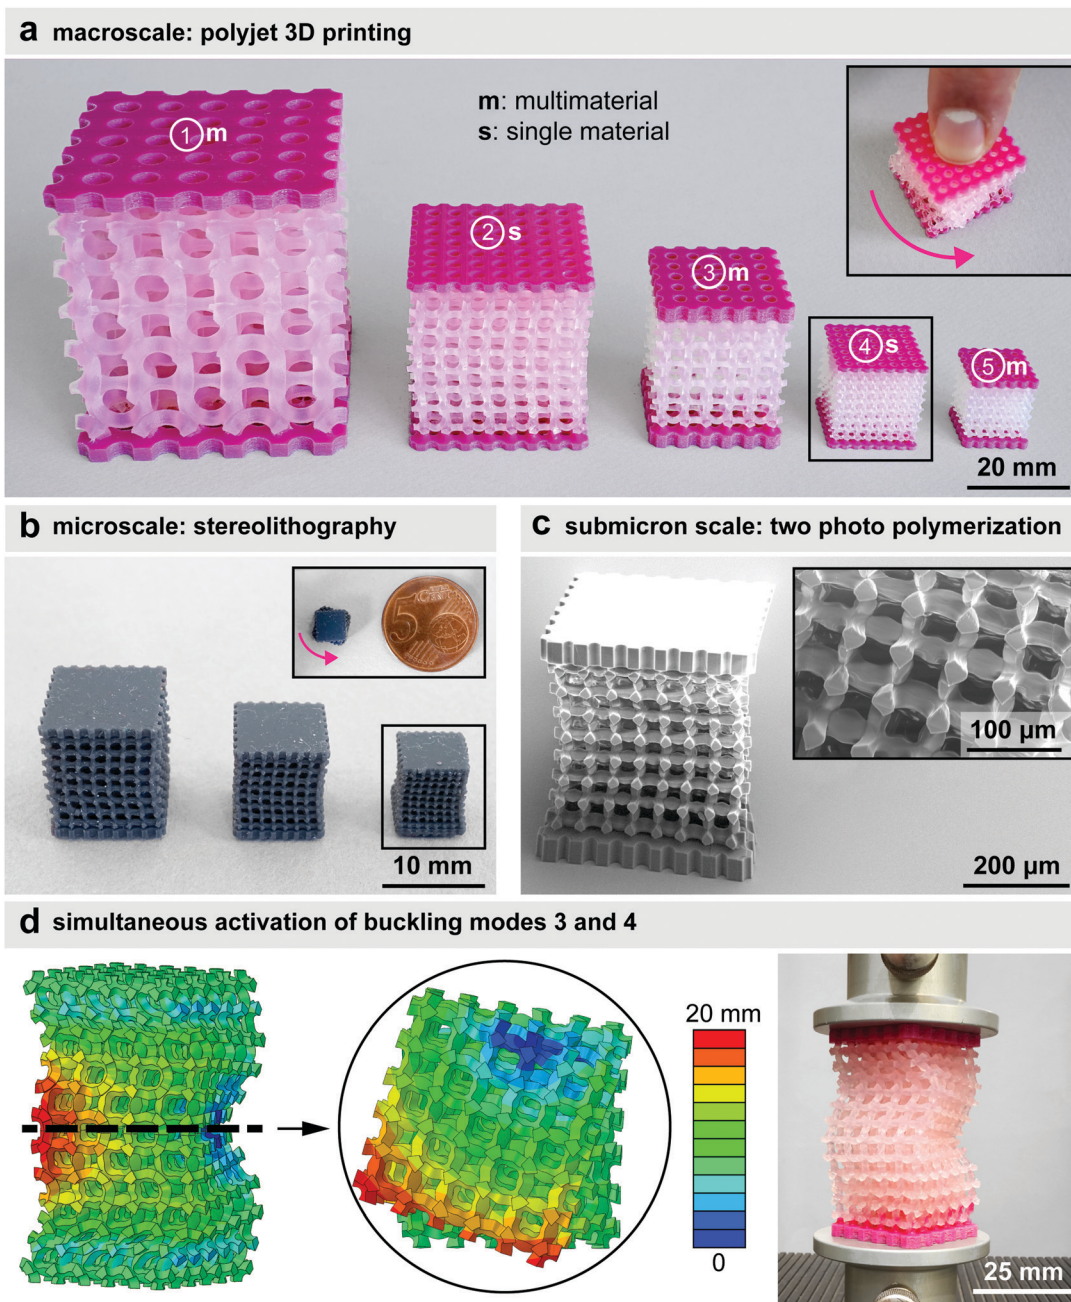 a macroscale: polyjet 3D printing
m: multimaterial
s: single material
1 m
2 s
3 m
4 s
5 m
20 mm
b microscale: stereolithography
5
10 mm
c submicron scale: two photo polymerization
100 µm
200 µm
d simultaneous activation of buckling modes 3 and 4
20 mm
0
25 mm